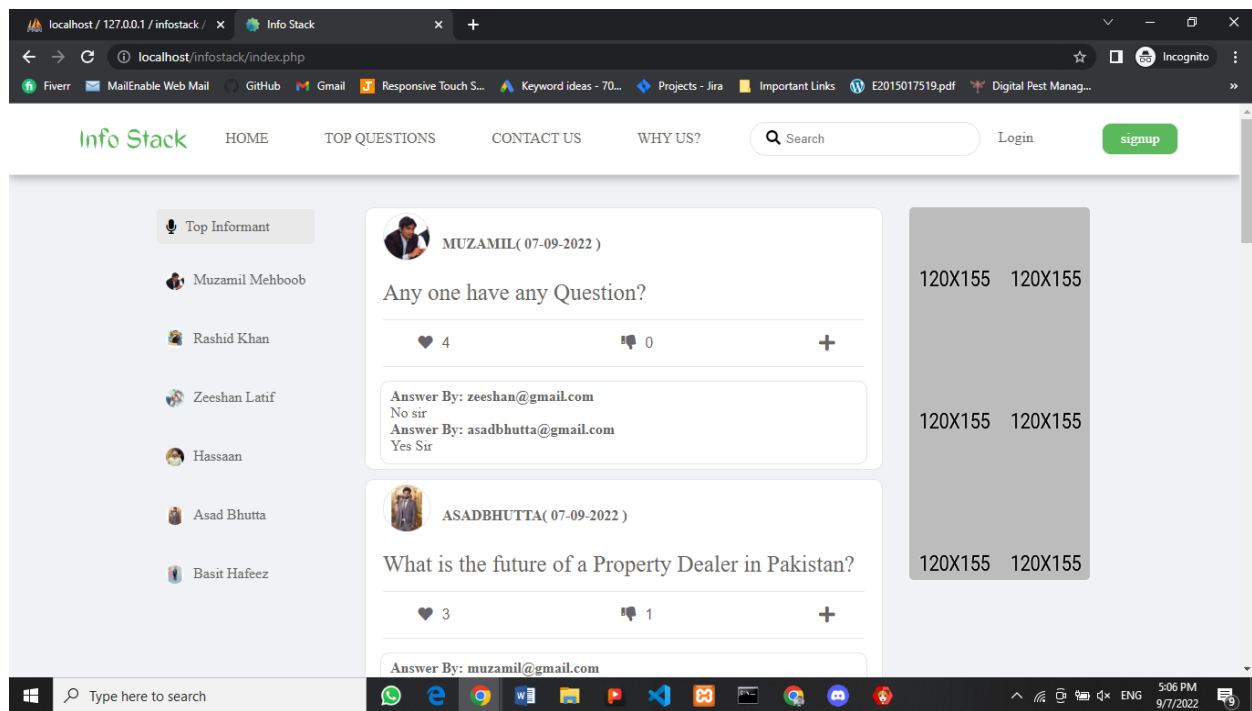 localhost / 127.0.0.1 / infostack /
Info Stack
localhost/infostack/index.php
Incognito
Fiverr MailEnable Web Mail GitHub Gmail Responsive Touch S... Keyword ideas - 70... Projects - Jira Important Links E2015017519.pdf Digital Pest Manag... »
Info Stack HOME TOP QUESTIONS CONTACT US WHY US? Search Login signup
Top Informant
Muzamil Mehboob
Rashid Khan
Zeeshan Latif
Hassaan
Asad Bhutta
Basit Hafeez
MUZAMIL( 07-09-2022 )
Any one have any Question?
4 0
Answer By: zeeshan@gmail.com
No sir
Answer By: asadbhutta@gmail.com
Yes Sir
ASADBHUTTA( 07-09-2022 )
What is the future of a Property Dealer in Pakistan?
3 1
Answer By: muzamil@gmail.com
120X155 120X155
120X155 120X155
120X155 120X155
Type here to search
ENG
5:06 PM
9/7/2022
9